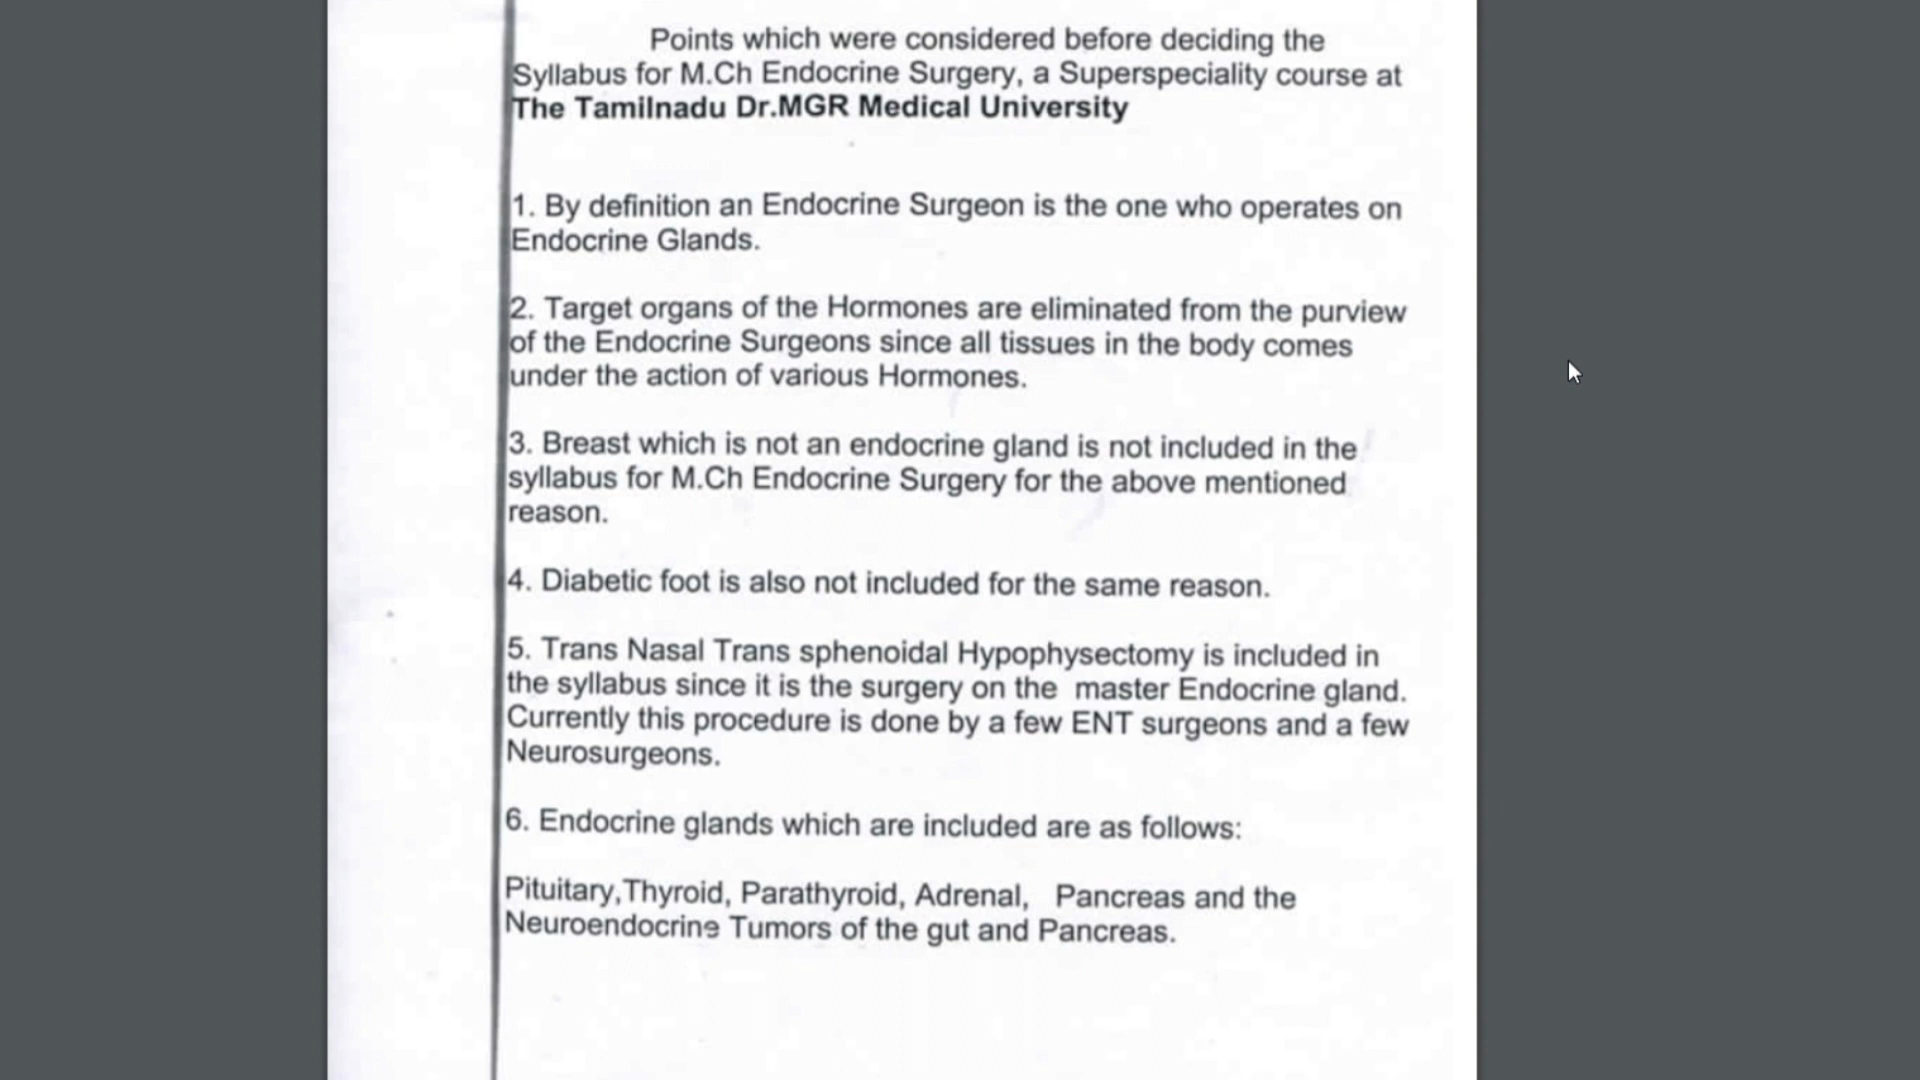 Points which were considered before deciding the
Syllabus for M.Ch Endocrine Surgery, a Superspeciality course at
The Tamilnadu Dr.MGR Medical University
1. By definition an Endocrine Surgeon is the one who operates on
Endocrine Glands.
2. Target organs of the Hormones are eliminated from the purview
of the Endocrine Surgeons since all tissues in the body comes
under the action of various Hormones.
3. Breast which is not an endocrine gland is not included in the
syllabus for M.Ch Endocrine Surgery for the above mentioned
reason.
4. Diabetic foot is also not included for the same reason.
5. Trans Nasal Trans sphenoidal Hypophysectomy is included in
the syllabus since it is the surgery on the  master Endocrine gland.
Currently this procedure is done by a few ENT surgeons and a few
Neurosurgeons.
6. Endocrine glands which are included are as follows:
Pituitary,Thyroid, Parathyroid, Adrenal,   Pancreas and the
Neuroendocrine Tumors of the gut and Pancreas.